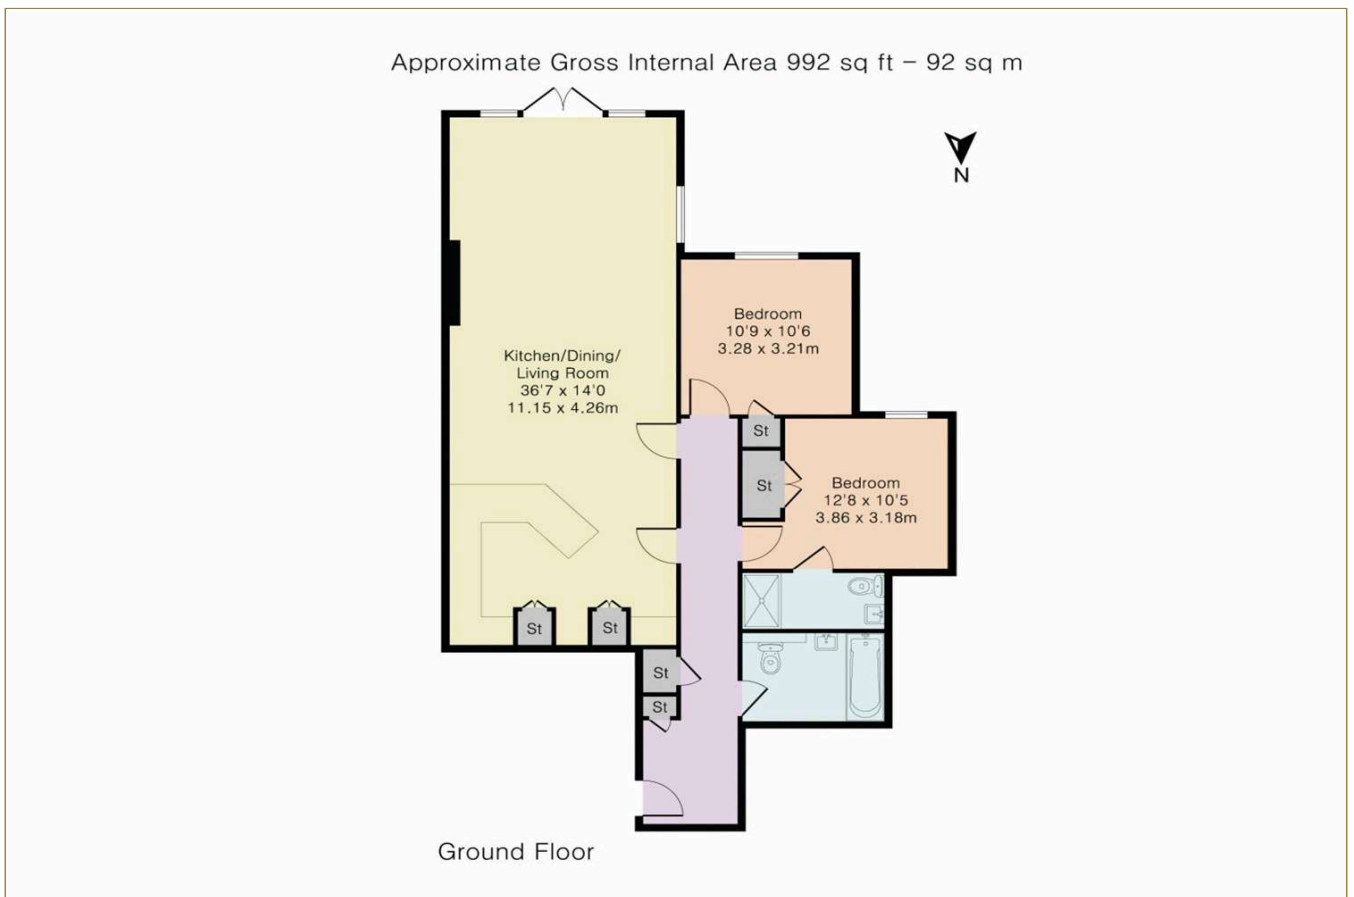 Approximate Gross Internal Area 992 sq ft – 92 sq m
N
Bedroom
10'9 x 10'6
3.28 x 3.21m
Kitchen/Dining/
Living Room
36'7 x 14'0
11.15 x 4.26m
St
St
Bedroom
12'8 x 10'5
3.86 x 3.18m
St
St
St
St
Ground Floor